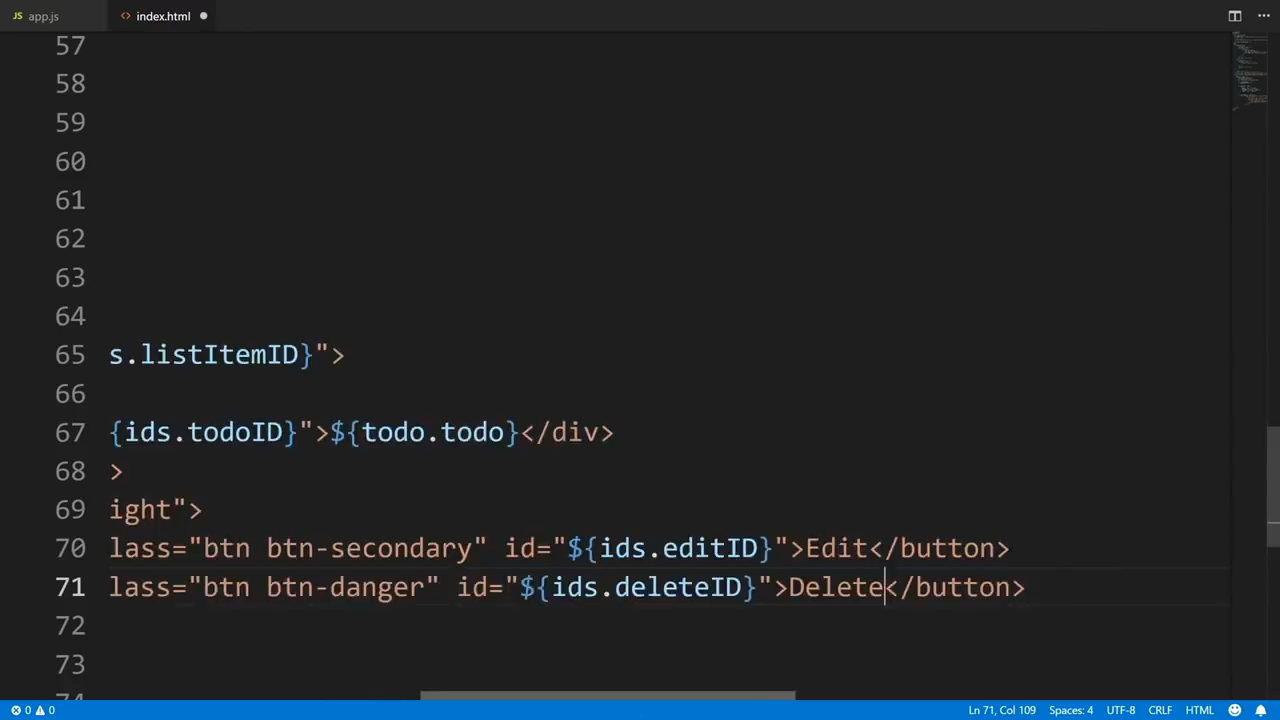 JS app.js
<> index.html
57
58
59
60
61
62
63
64
65 s.listItemID}">
66
67 {ids.todoID}">${todo.todo}</div>
68 >
69 ight">
70 lass="btn btn-secondary" id="${ids.editID}">Edit</button>
71 lass="btn btn-danger" id="${ids.deleteID}">Delete</button>
72
73
74
0 0 Ln 71, Col 109 Spaces: 4 UTF-8 CRLF HTML